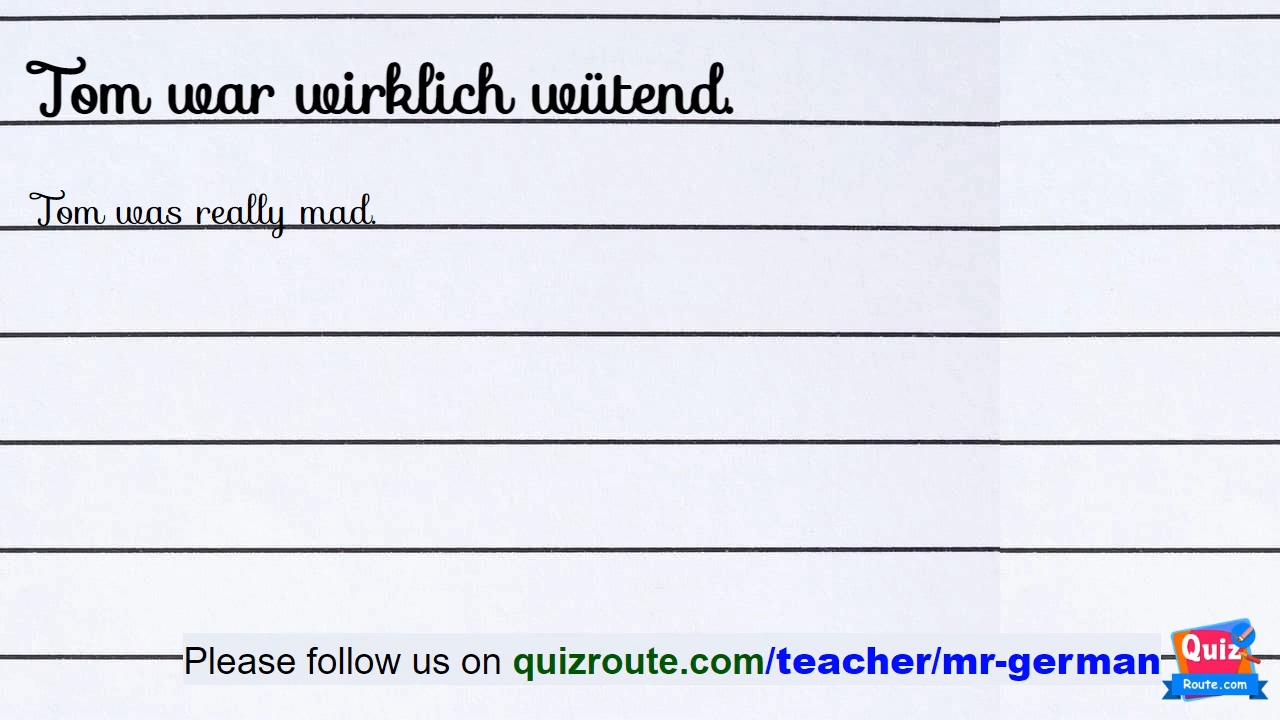 Tom war wirklich wütend.
Tom was really mad.
Please follow us on quizroute.com/teacher/mr-german
Quiz
Route.com